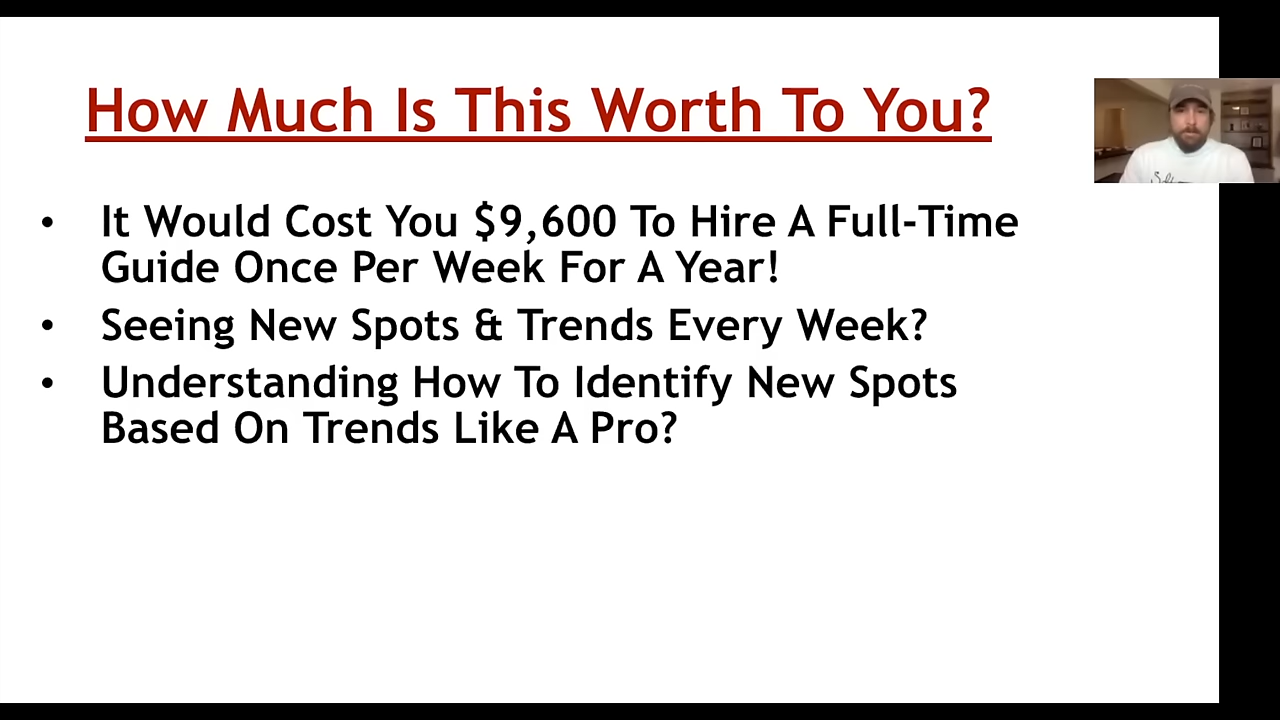 How Much Is This Worth To You?
• It Would Cost You $9,600 To Hire A Full-Time
Guide Once Per Week For A Year!
• Seeing New Spots & Trends Every Week?
• Understanding How To Identify New Spots
Based On Trends Like A Pro?